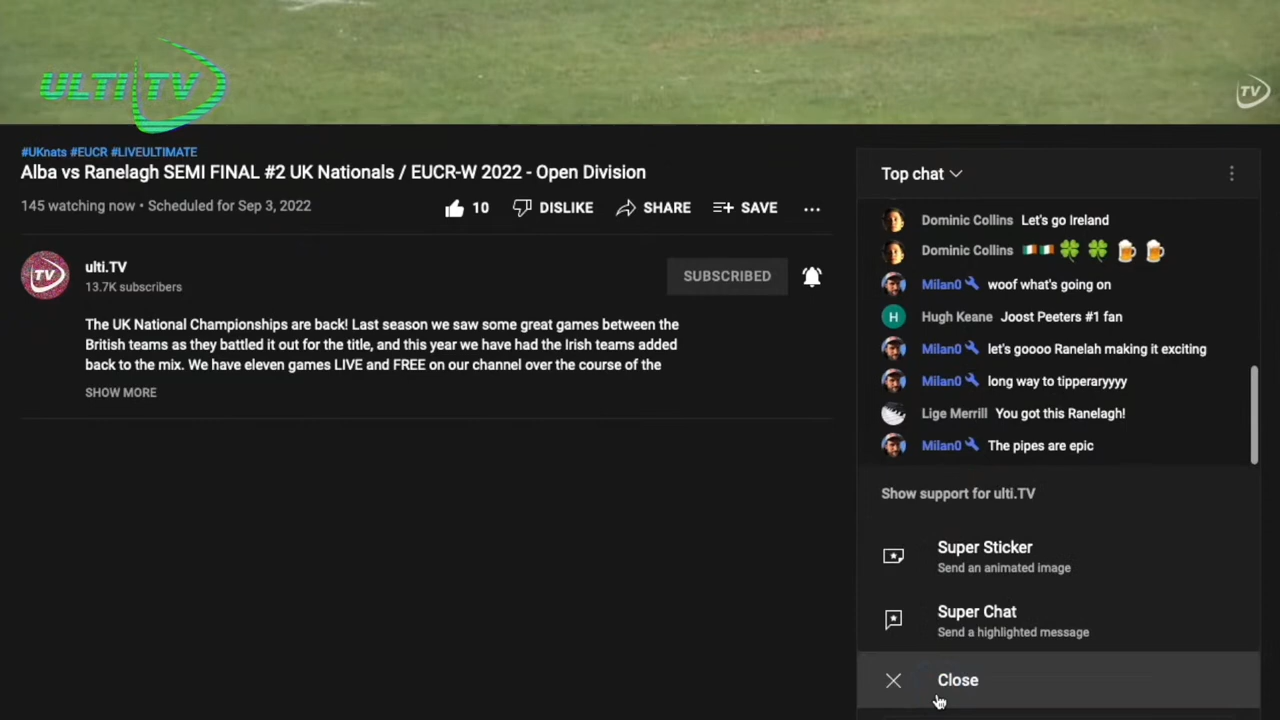 ULTI TV
TV
#UKnats #EUCR #LIVEULTIMATE
Alba vs Ranelagh SEMI FINAL #2 UK Nationals / EUCR-W 2022 - Open Division
145 watching now • Scheduled for Sep 3, 2022
10 DISLIKE SHARE SAVE
TV
ulti.TV
13.7K subscribers
SUBSCRIBED
The UK National Championships are back! Last season we saw some great games between the
British teams as they battled it out for the title, and this year we have had the Irish teams added
back to the mix. We have eleven games LIVE and FREE on our channel over the course of the
SHOW MORE
Top chat
Dominic Collins Let's go Ireland
Dominic Collins 🇮🇪🇮🇪🍀🍀🍺🍺
Milan0 woof what's going on
H Hugh Keane Joost Peeters #1 fan
Milan0 let's goooo Ranelah making it exciting
Milan0 long way to tipperaryyyy
Lige Merrill You got this Ranelagh!
Milan0 The pipes are epic
Show support for ulti.TV
Super Sticker
Send an animated image
Super Chat
Send a highlighted message
Close